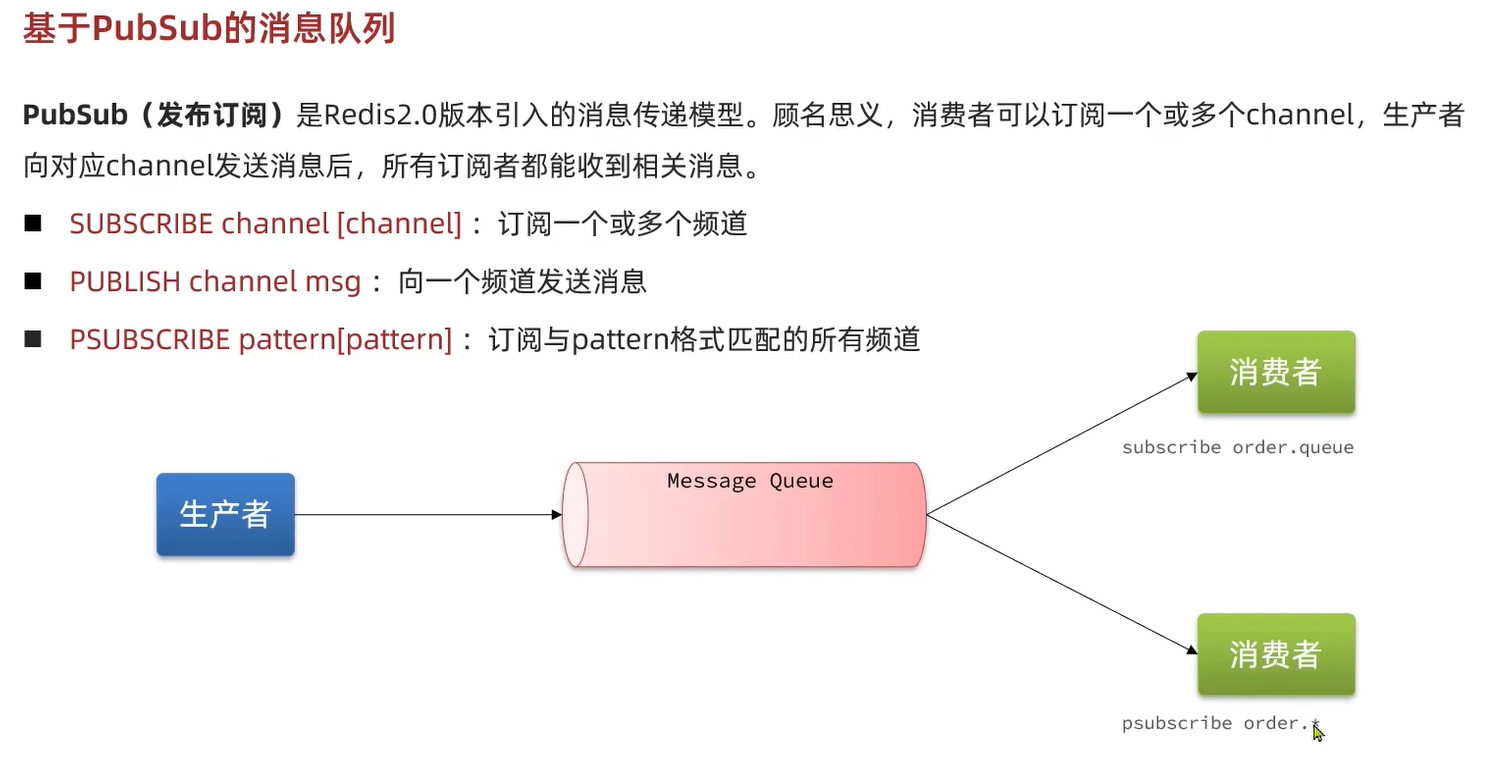 基于PubSub的消息队列
PubSub（发布订阅）是Redis2.0版本引入的消息传递模型。顾名思义，消费者可以订阅一个或多个channel，生产者
向对应channel发送消息后，所有订阅者都能收到相关消息。
SUBSCRIBE channel [channel] ：订阅一个或多个频道
PUBLISH channel msg ：向一个频道发送消息
PSUBSCRIBE pattern[pattern] ：订阅与pattern格式匹配的所有频道
消费者
subscribe order.queue
Message Queue
生产者
消费者
psubscribe order.*